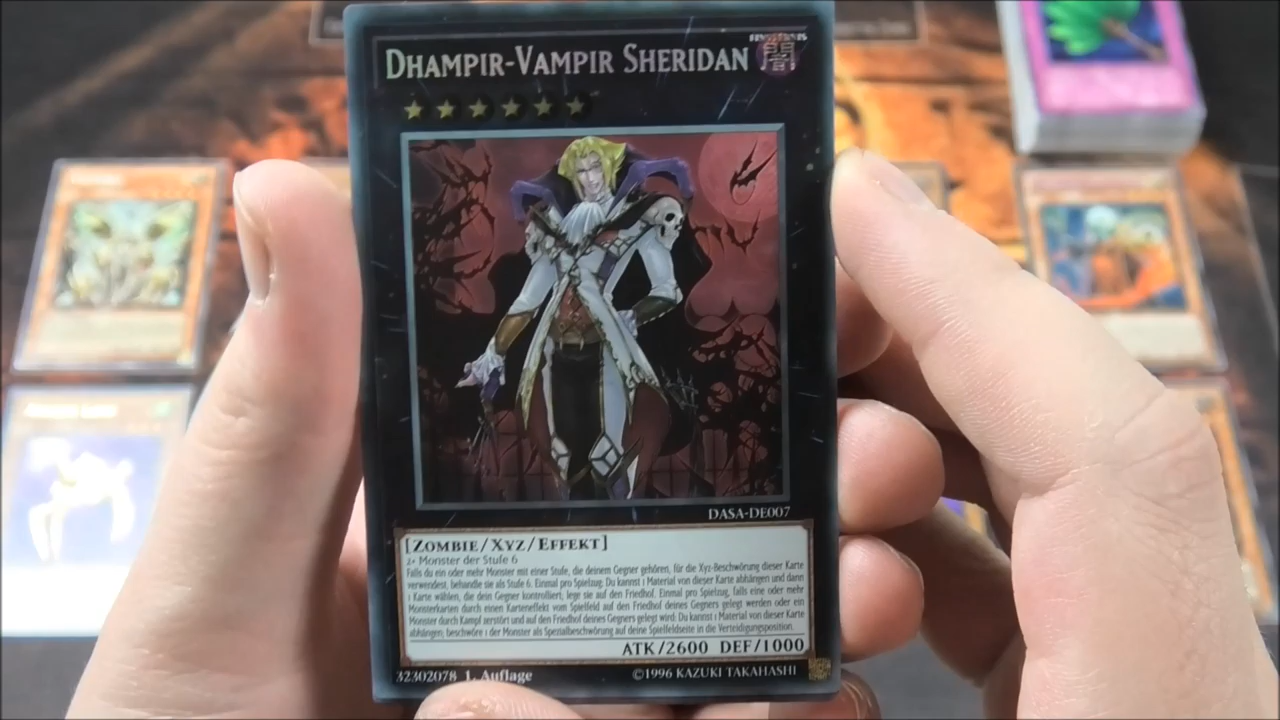 DHAMPIR-VAMPIR SHERIDAN
闇
DASA-DE007
[ZOMBIE/XYZ/EFFEKT]
2+ Monster der Stufe 6
Falls du ein oder mehr Monster mit einer Stufe, die deinem Gegner gehören, für die Xyz-Beschwörung dieser Karte
verwendest, behandle sie als Stufe 6. Einmal pro Spielzug: Du kannst 1 Material von dieser Karte abhängen und dann
1 Karte wählen, die dein Gegner kontrolliert; lege sie auf den Friedhof. Einmal pro Spielzug, falls eine oder mehr
Monsterkarten durch einen Karteneffekt vom Spielfeld auf den Friedhof deines Gegners gelegt werden oder ein
Monster durch Kampf zerstört und auf den Friedhof deines Gegners gelegt wird: Du kannst 1 Material von dieser Karte
abhängen; beschwöre 1 der Monster als Spezialbeschwörung auf deine Spielfeldseite in die Verteidigungsposition.
ATK/2600 DEF/1000
32302078 1. Auflage
©1996 KAZUKI TAKAHASHI